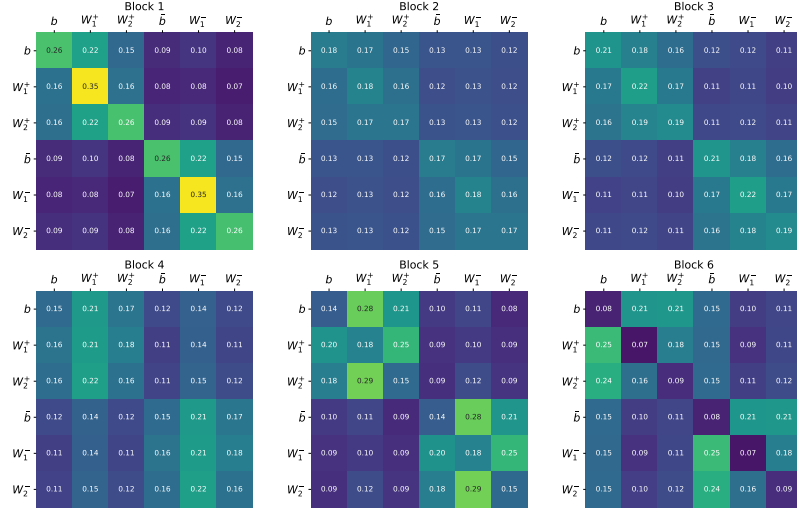 Block 1
b W₁⁺ W₂⁺ b̄ W₁⁻ W₂⁻
b 0.26 0.22 0.15 0.09 0.10 0.08
W₁⁺ 0.16 0.35 0.16 0.08 0.08 0.07
W₂⁺ 0.16 0.22 0.26 0.09 0.09 0.08
b̄ 0.09 0.10 0.08 0.26 0.22 0.15
W₁⁻ 0.08 0.08 0.07 0.16 0.35 0.16
W₂⁻ 0.09 0.09 0.08 0.16 0.22 0.26
Block 2
b W₁⁺ W₂⁺ b̄ W₁⁻ W₂⁻
b 0.18 0.17 0.15 0.13 0.13 0.12
W₁⁺ 0.16 0.18 0.16 0.12 0.13 0.12
W₂⁺ 0.15 0.17 0.17 0.13 0.13 0.12
b̄ 0.13 0.13 0.12 0.17 0.17 0.15
W₁⁻ 0.12 0.13 0.12 0.16 0.18 0.16
W₂⁻ 0.13 0.13 0.12 0.15 0.17 0.17
Block 3
b W₁⁺ W₂⁺ b̄ W₁⁻ W₂⁻
b 0.21 0.18 0.16 0.12 0.12 0.11
W₁⁺ 0.17 0.22 0.17 0.11 0.11 0.10
W₂⁺ 0.16 0.19 0.19 0.11 0.12 0.11
b̄ 0.12 0.12 0.11 0.21 0.18 0.16
W₁⁻ 0.11 0.11 0.10 0.17 0.22 0.17
W₂⁻ 0.11 0.12 0.11 0.16 0.18 0.19
Block 4
b W₁⁺ W₂⁺ b̄ W₁⁻ W₂⁻
b 0.15 0.21 0.17 0.12 0.14 0.12
W₁⁺ 0.16 0.21 0.18 0.11 0.14 0.11
W₂⁺ 0.16 0.22 0.16 0.11 0.15 0.12
b̄ 0.12 0.14 0.12 0.15 0.21 0.17
W₁⁻ 0.11 0.14 0.11 0.16 0.21 0.18
W₂⁻ 0.11 0.15 0.12 0.16 0.22 0.16
Block 5
b W₁⁺ W₂⁺ b̄ W₁⁻ W₂⁻
b 0.14 0.28 0.21 0.10 0.11 0.08
W₁⁺ 0.20 0.18 0.25 0.09 0.10 0.09
W₂⁺ 0.18 0.29 0.15 0.09 0.12 0.09
b̄ 0.10 0.11 0.09 0.14 0.28 0.21
W₁⁻ 0.09 0.10 0.09 0.20 0.18 0.25
W₂⁻ 0.09 0.12 0.09 0.18 0.29 0.15
Block 6
b W₁⁺ W₂⁺ b̄ W₁⁻ W₂⁻
b 0.08 0.21 0.21 0.15 0.10 0.11
W₁⁺ 0.25 0.07 0.18 0.15 0.09 0.11
W₂⁺ 0.24 0.16 0.09 0.15 0.11 0.12
b̄ 0.15 0.10 0.11 0.08 0.21 0.21
W₁⁻ 0.15 0.09 0.11 0.25 0.07 0.18
W₂⁻ 0.15 0.10 0.12 0.24 0.16 0.09